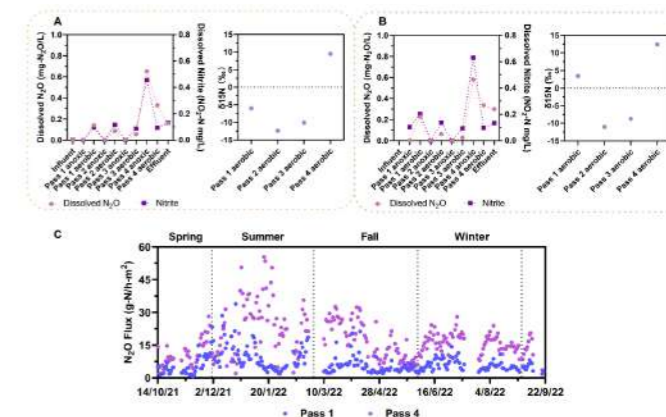 A
B
Dissolved N₂O (mg-N₂O/L)
1.0
0.8
0.6
0.4
0.2
0.0
0.8
0.6
0.4
0.2
0.0
Dissolved Nitrite (NO₂-N mg/L)
Influent
Pass 1 anoxic
Pass 1 aerobic
Pass 2 anoxic
Pass 2 aerobic
Pass 3 anoxic
Pass 3 aerobic
Pass 4 anoxic
Pass 4 aerobic
Effluent
Dissolved N₂O
Nitrite
δ15N (‰)
15
10
5
0
-5
-10
-15
Pass 1 aerobic
Pass 2 aerobic
Pass 3 aerobic
Pass 4 aerobic
Dissolved N₂O (mg-N₂O/L)
1.0
0.8
0.6
0.4
0.2
0.0
0.8
0.6
0.4
0.2
0.0
Dissolved Nitrite (NO₂-N mg/L)
Influent
Pass 1 anoxic
Pass 1 aerobic
Pass 2 anoxic
Pass 2 aerobic
Pass 3 anoxic
Pass 3 aerobic
Pass 4 anoxic
Pass 4 aerobic
Effluent
Dissolved N₂O
Nitrite
δ15N (‰)
15
10
5
0
-5
-10
-15
Pass 1 aerobic
Pass 2 aerobic
Pass 3 aerobic
Pass 4 aerobic
C
Spring Summer Fall Winter
N₂O Flux (g-N/h-m²)
60
45
30
15
0
14/10/21 2/12/21 20/1/22 10/3/22 28/4/22 16/6/22 4/8/22 22/9/22
Pass 1 Pass 4